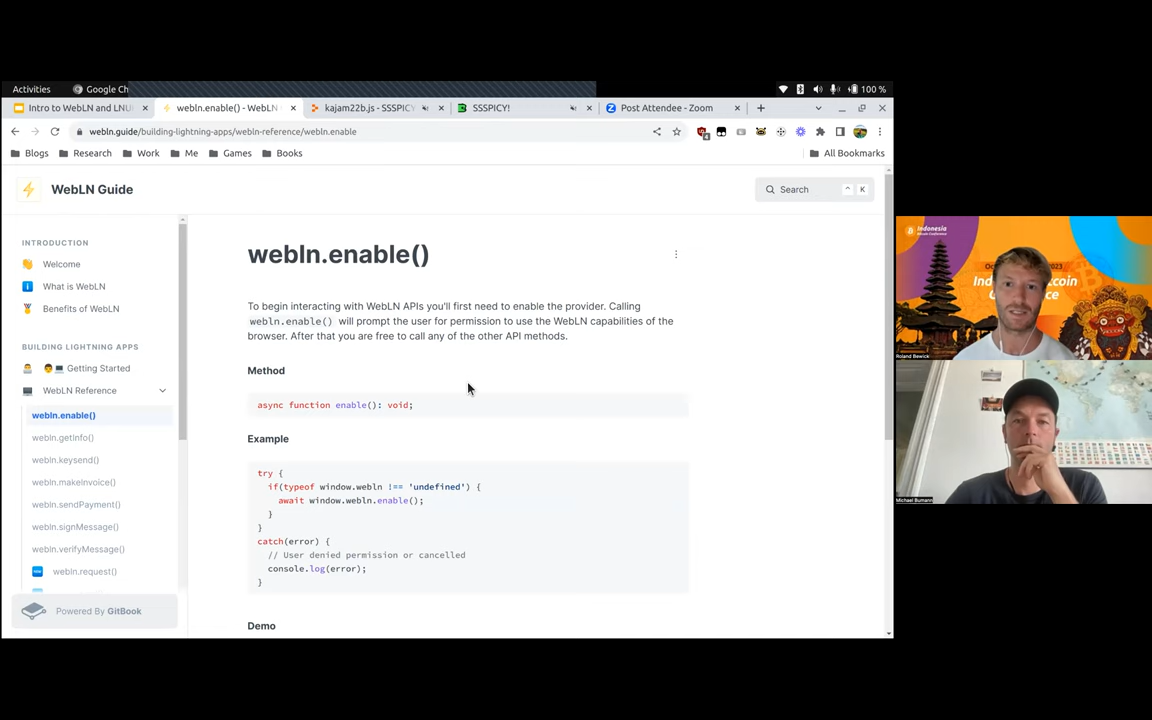 Activities
Google Ch
100 %
Intro to WebLN and LNU
webln.enable() - WebLN
kajam22b.js - SSSPICY
SSSPICY!
Post Attendee - Zoom
webln.guide/building-lightning-apps/webln-reference/webln.enable
Blogs
Research
Work
Me
Games
Books
All Bookmarks
WebLN Guide
Search
^
K
INTRODUCTION
Welcome
What is WebLN
Benefits of WebLN
BUILDING LIGHTNING APPS
Getting Started
WebLN Reference
webln.enable()
webln.getInfo()
webln.keysend()
webln.makeInvoice()
webln.sendPayment()
webln.signMessage()
webln.verifyMessage()
webln.request()
Powered By GitBook
webln.enable()
To begin interacting with WebLN APIs you'll first need to enable the provider. Calling
webln.enable() will prompt the user for permission to use the WebLN capabilities of the
browser. After that you are free to call any of the other API methods.
Method
async function enable(): void;
Example
try {
if(typeof window.webln !== 'undefined') {
await window.webln.enable();
}
}
catch(error) {
// User denied permission or cancelled
console.log(error);
}
Demo
Indonesia
Bitcoin Conference
2023
Roland Bewick
Michael Bumann